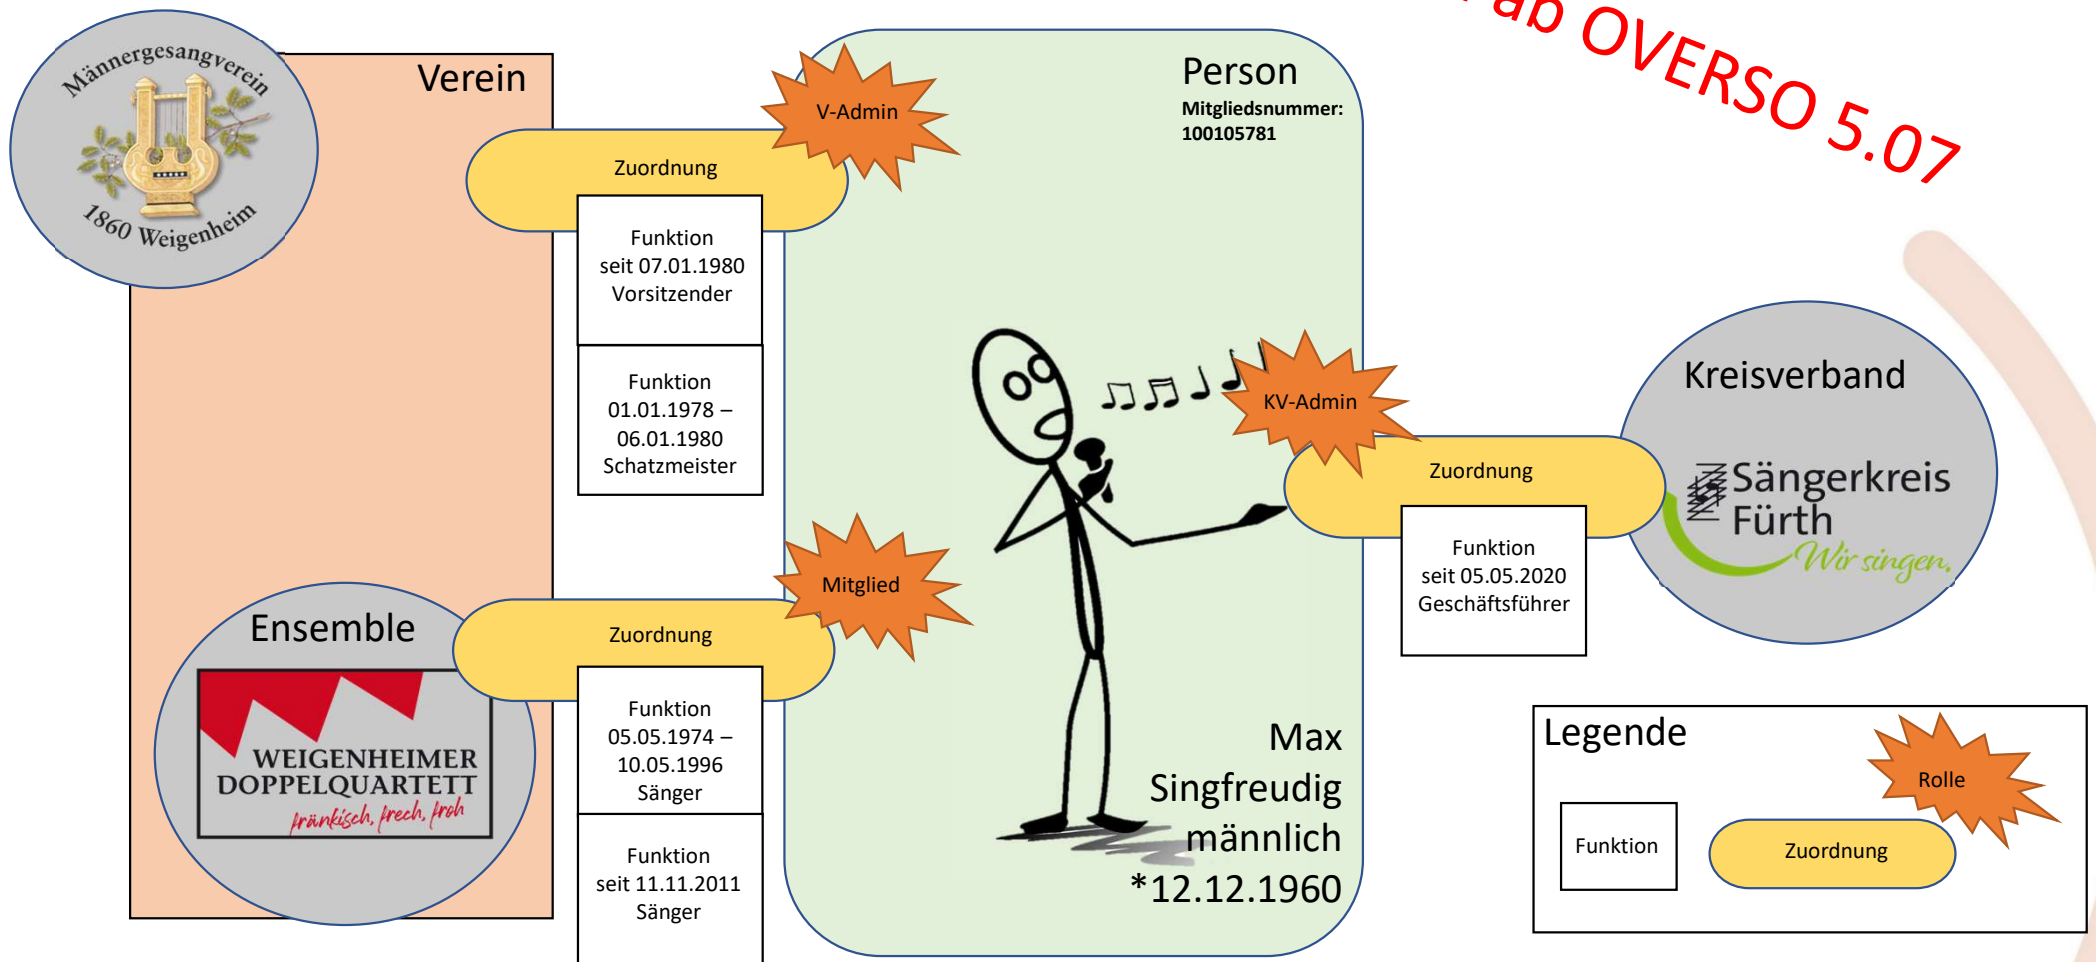 ab OVERSO 5.07
Männergesangverein
1860 Weigenheim
Verein
V-Admin
Zuordnung
Funktion
seit 07.01.1980
Vorsitzender
Funktion
01.01.1978 –
06.01.1980
Schatzmeister
Person
Mitgliedsnummer:
100105781
KV-Admin
Zuordnung
Funktion
seit 05.05.2020
Geschäftsführer
Kreisverband
Sängerkreis
Fürth
Wir singen.
Ensemble
WEIGENHEIMER
DOPPELQUARTETT
fränkisch, frech, froh
Mitglied
Zuordnung
Funktion
05.05.1974 –
10.05.1996
Sänger
Funktion
seit 11.11.2011
Sänger
Max
Singfreudig
männlich
*12.12.1960
Legende
Rolle
Funktion
Zuordnung